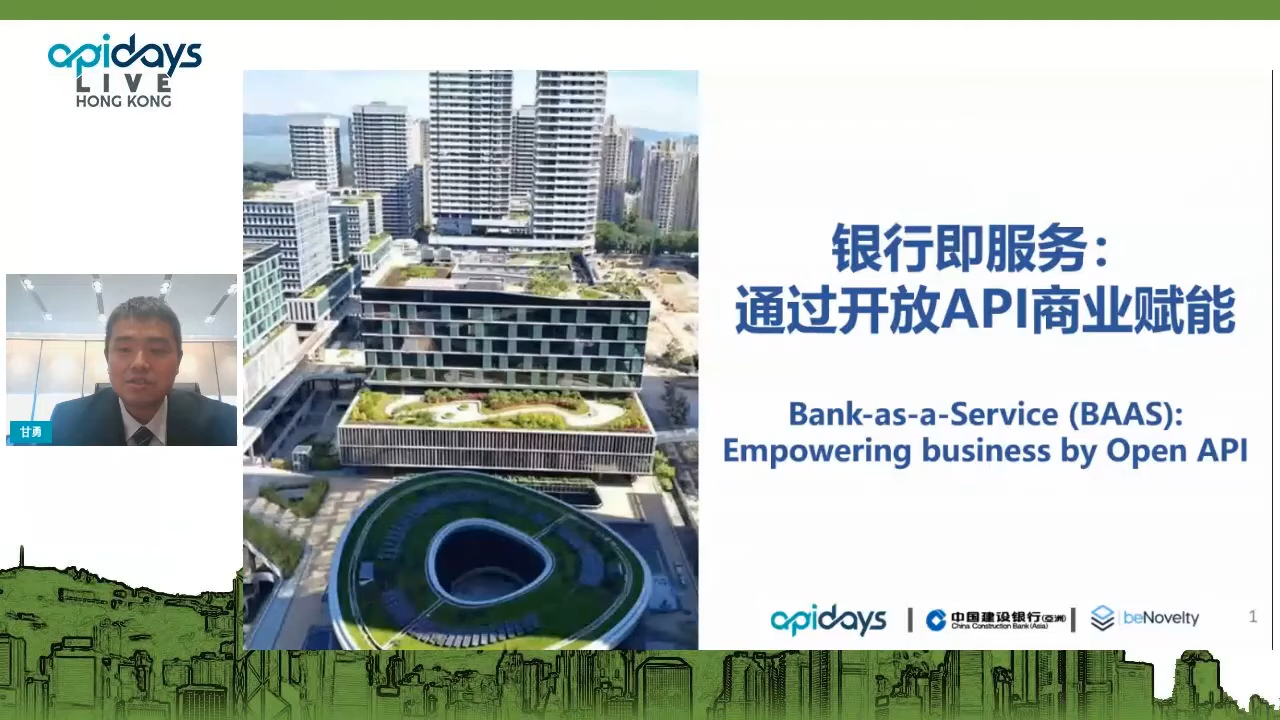 apidays
LIVE
HONG KONG
甘勇
银行即服务：
通过开放API商业赋能
Bank-as-a-Service (BAAS):
Empowering business by Open API
apidays | 中国建设银行(亚洲) | beNovelty 1
China Construction Bank (Asia)